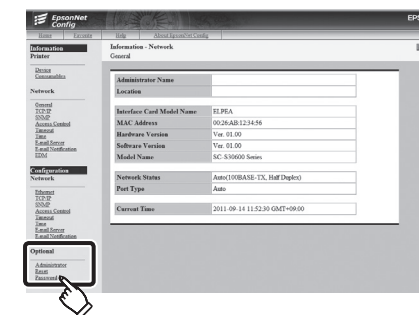 EpsonNet
Config
EPS
Home Favorite Help About EpsonNet Config
Information
Printer
Device
Consumables
Network
General
TCP/IP
SNMP
Access Control
Timeout
Time
E-mail Server
E-mail Notification
EDM
Configuration
Network
Ethernet
TCP/IP
SNMP
Access Control
Timeout
Time
E-mail Server
E-mail Notification
Optional
Administrator
Reset
Password
Information - Network
General
Administrator Name
Location
Interface Card Model Name ELPEA
MAC Address 00:26:AB:12:34:56
Hardware Version Ver. 01.00
Software Version Ver. 01.00
Model Name SC-S30600 Series
Network Status Auto(100BASE-TX, Half Duplex)
Port Type Auto
Current Time 2011-09-14 11:52:30 GMT+09:00